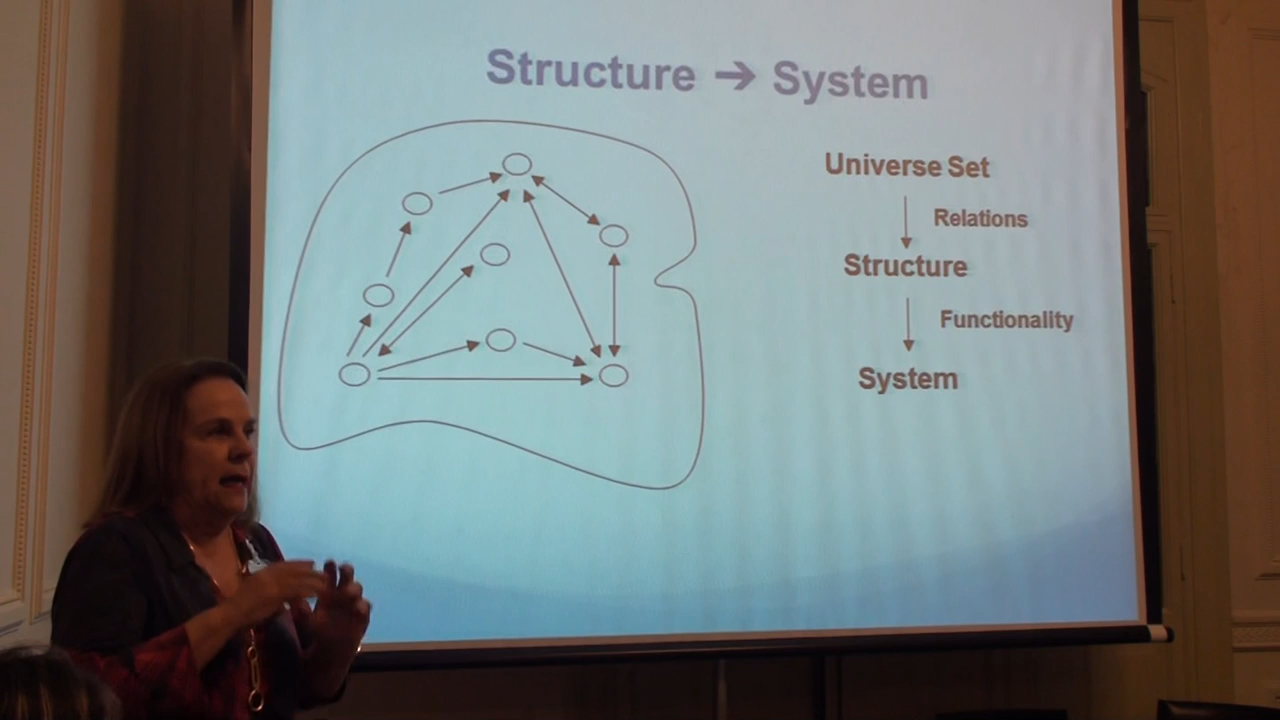 Structure → System
Universe Set
Relations
Structure
Functionality
System